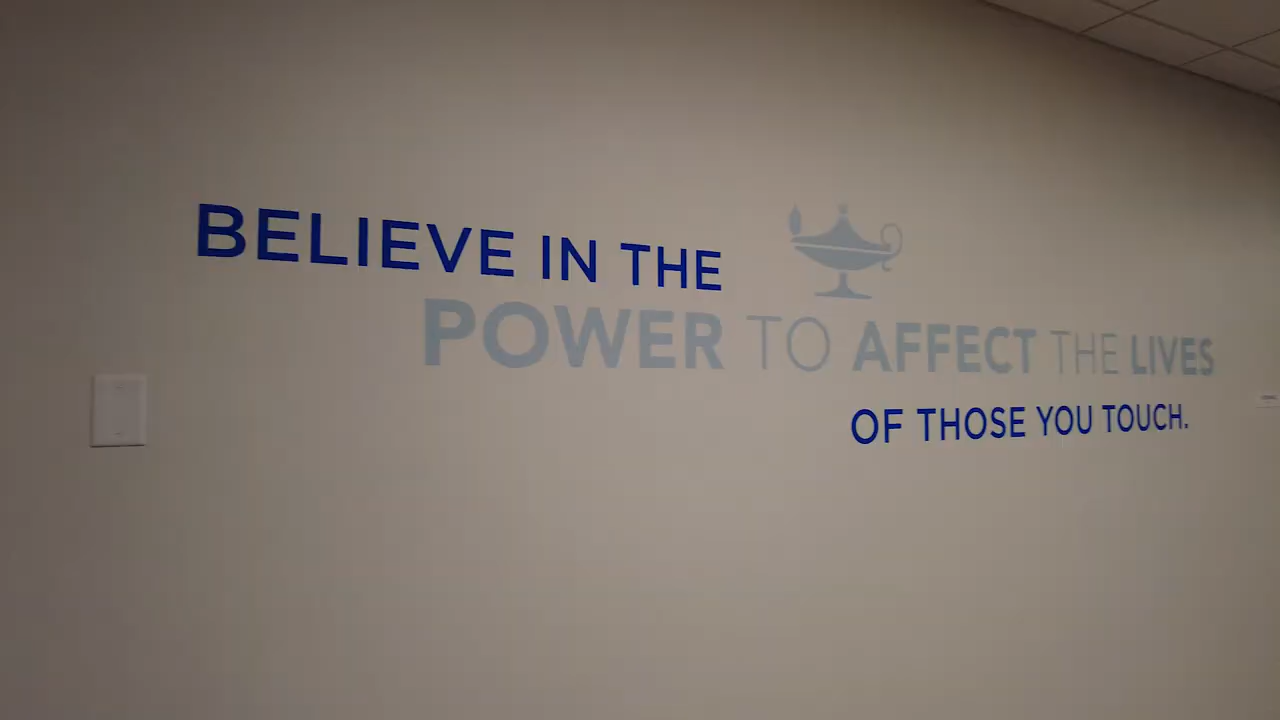 BELIEVE IN THE
POWER TO AFFECT THE LIVES
OF THOSE YOU TOUCH.